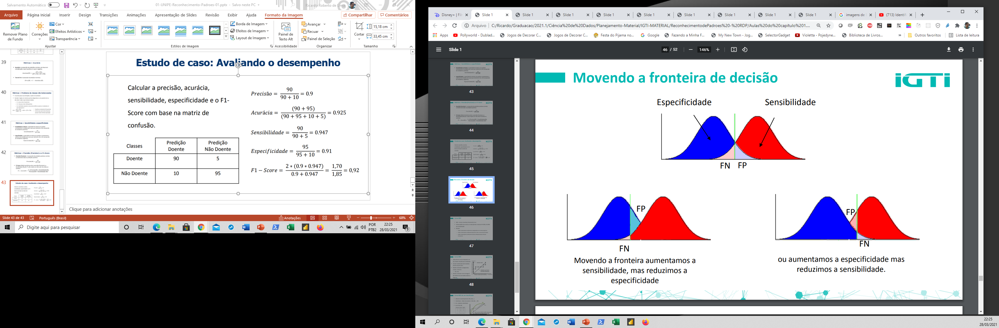 Salvamento Automático
01-UNIPE-Reconhecimento-Padroes-01.pptx - Salvo neste PC
Ricardo Roberto de Lima
Arquivo
Página Inicial
Inserir
Design
Transições
Animações
Apresentação de Slides
Revisão
Exibir
Ajuda
Formato da Imagem
Compartilhar
Comentários
Remover Plano de Fundo
Correções
Cor
Efeitos Artísticos
Transparência
Ajustar
Estilos de Imagem
Borda de Imagem
Efeitos de Imagem
Layout de Imagem
Painel de Texto Alt
Acessibilidade
Avançar
Recuar
Painel de Seleção
Organizar
Cortar
15,18 cm
33,45 cm
Tamanho
39
Métricas > Acurácia
40
Métricas > Problema de classes não-balanceadas
41
Métricas > Sensibilidade e especificidade
42
Métricas > Precisão (Precision) e o F1-Score
43
Estudo de caso: Avaliando o desempenho
Estudo de caso: Avaliando o desempenho
Calcular a precisão, acurácia,
sensibilidade, especificidade e o F1-
Score com base na matriz de
confusão.
Classes Predição Doente Predição Não Doente
Doente 90 5
Não Doente 10 95
Precisão = 90 / (90 + 10) = 0.9
Acurácia = (90 + 95) / (90 + 95 + 10 + 5) = 0.925
Sensibilidade = 90 / (90 + 5) = 0.947
Especificidade = 95 / (95 + 10) = 0.91
F1 − Score = 2 ∗ (0.9 ∗ 0.947) / (0.9 + 0.947) = 1,70 / 1,85 = 0,92
Clique para adicionar anotações
Slide 43 de 43
Português (Brasil)
Anotações
68%
Digite aqui para pesquisar
POR
PTB2
22:25
28/03/2021
3
Disney+ | Fil
Slide 1
Slide 1
Slide 1
Slide 1
Slide 1
Slide 1
Slide 1
Slide 1
Slide 1
imagens de
(713) Identifi
Arquivo
C:/Ricardo/Graduacao/2021.1/Ciência%20de%20Dados/Planejamento-Material/IGTI-MATERIAL/ReconhecimentodePadroes%20-%20RDP/Aulas%20do%20capítulo%201....
Apps
Pollyworld - Dublad...
Jogos de Decorar C...
Jogos de Decorar C...
Festa do Pijama no...
Google
Fazendo a Minha F...
My New Town - Jog...
SelectorGadget
Violetta - Pojedyne...
Biblioteca de Livros...
»
Outros favoritos
Lista de leitura
Slide 1
46 / 52
146%
43
44
45
46
47
48
Movendo a fronteira de decisão
iGTi
Especificidade
Sensibilidade
FN FP
FP
FN
Movendo a fronteira aumentamos a
sensibilidade, mas reduzimos a
especificidade
FP
FN
ou aumentamos a especificidade mas
reduzimos a sensibilidade.
22:25
28/03/2021